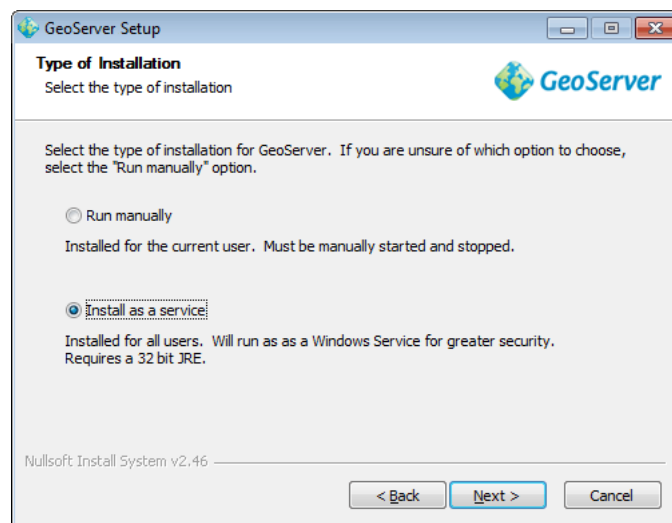 GeoServer Setup
Type of Installation
Select the type of installation
GeoServer
Select the type of installation for GeoServer. If you are unsure of which option to choose,
select the "Run manually" option.
Run manually
Installed for the current user. Must be manually started and stopped.
Install as a service
Installed for all users. Will run as as a Windows Service for greater security.
Requires a 32 bit JRE.
Nullsoft Install System v2.46
< Back
Next >
Cancel